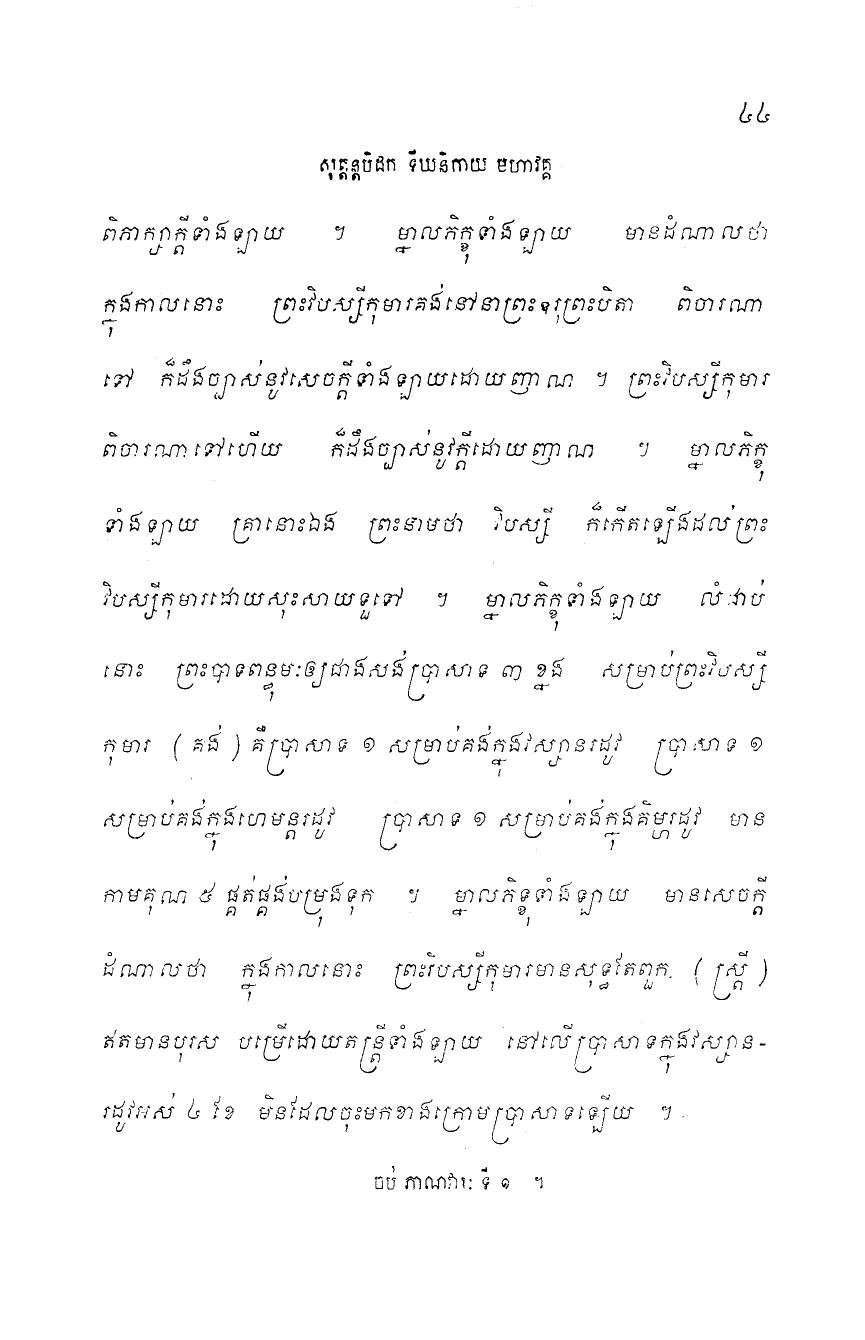 ៤៤
សុត្តន្តបិដក ទីឃនិកាយ មហាវគ្គ
ពិភាក្សាក្តីទាំងឡាយ ។ ម្នាលភិក្ខុទាំងឡាយ មានដំណាលថា
ក្នុងកាលនោះ ព្រះវិបស្សីកុមារគង់នៅនាព្រះឱរុព្រះបិតា ពិចារណា
ទៅ ក៏ដឹងច្បាស់នូវសេចក្តីទាំងឡាយដោយញាណ ។ ព្រះវិបស្សីកុមារ
ពិចារណាទៅហើយ ក៏ដឹងច្បាស់នូវក្តីដោយញាណ ។ ម្នាលភិក្ខុ
ទាំងឡាយ គ្រានោះឯង ព្រះនាមថា វិបស្សី ក៏កើតឡើងដល់ព្រះ
វិបស្សីកុមារដោយសុះសាយទួទៅ ។ ម្នាលភិក្ខុទាំងឡាយ លំដាប់
នោះ ព្រះបាទពន្ធុមៈឲ្យជាងសង់ប្រាសាទ ៣ ខ្នង សម្រាប់ព្រះវិបស្សី
កុមារ ( គង់ ) គឺប្រាសាទ ១ សម្រាប់គង់ក្នុងវស្សានរដូវ ប្រាសាទ ១
សម្រាប់គង់ក្នុងហេមន្តរដូវ ប្រាសាទ ១ សម្រាប់គង់ក្នុងគិម្ហរដូវ មាន
កាមគុណ ៥ ផ្គត់ផ្គង់បម្រុងទុក ។ ម្នាលភិក្ខុទាំងឡាយ មានសេចក្តី
ដំណាលថា ក្នុងកាលនោះ ព្រះវិបស្សីកុមារមានសុទ្ធតែពួក ( ស្ត្រី )
ឥតមានបុរស បម្រើដោយតន្ត្រីទាំងឡាយ នៅលើប្រាសាទក្នុងវស្សាន-
រដូវអស់ ៤ ខែ មិនដែលចុះមកខាងក្រោមប្រាសាទឡើយ ។
ចប់ ភាណវារៈ ទី ១ ។